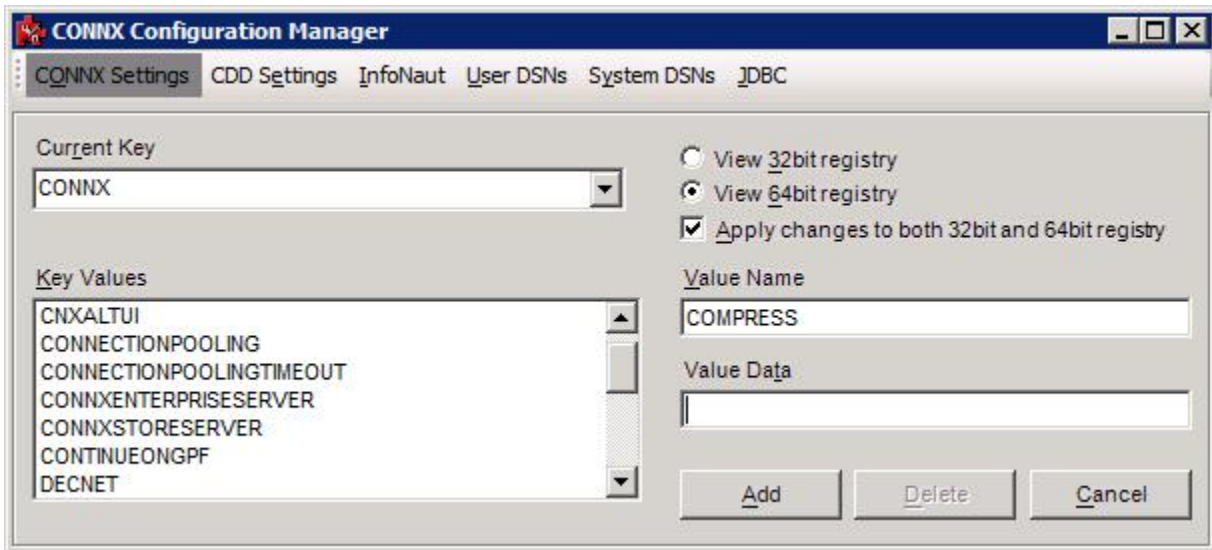 CONNX Configuration Manager
CONNX Settings CDD Settings InfoNaut User DSNs System DSNs JDBC
Current Key
CONNX
View 32bit registry
View 64bit registry
Apply changes to both 32bit and 64bit registry
Key Values
CNXALTUI
CONNECTIONPOOLING
CONNECTIONPOOLINGTIMEOUT
CONNXENTERPRISESERVER
CONNXSTORESERVER
CONTINUEONGPF
DECNET
Value Name
COMPRESS
Value Data
Add Delete Cancel